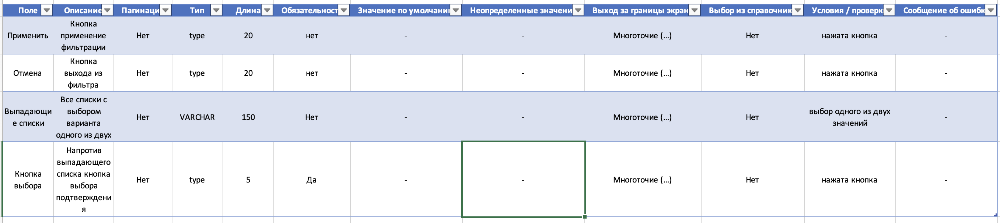 Поле Описание Пагинаци Тип Длина Обязательност Значение по умолчани Неопределенные значени Выход за границы экран Выбор из справочник Условия / проверк Сообщение об ошибк
Кнопка
Применить применение Нет type 20 нет - - Многоточие (...) Нет нажата кнопка -
фильтрации
Кнопка
Отмена выхода из Нет type 20 нет - - Многоточие (...) Нет нажата кнопка -
фильтра
Все списки с
Выпадающи
е списки
выбором
варианта
одного из двух
Нет VARCHAR 150 Нет - - Многоточие (...) Нет
выбор одного из двух
значений
-
Кнопка
выбора
Напротив
выпадающего
списка кнопка
выбора
подтверждени
я
Нет type 5 Да - - Многоточие (...) Нет нажата кнопка -